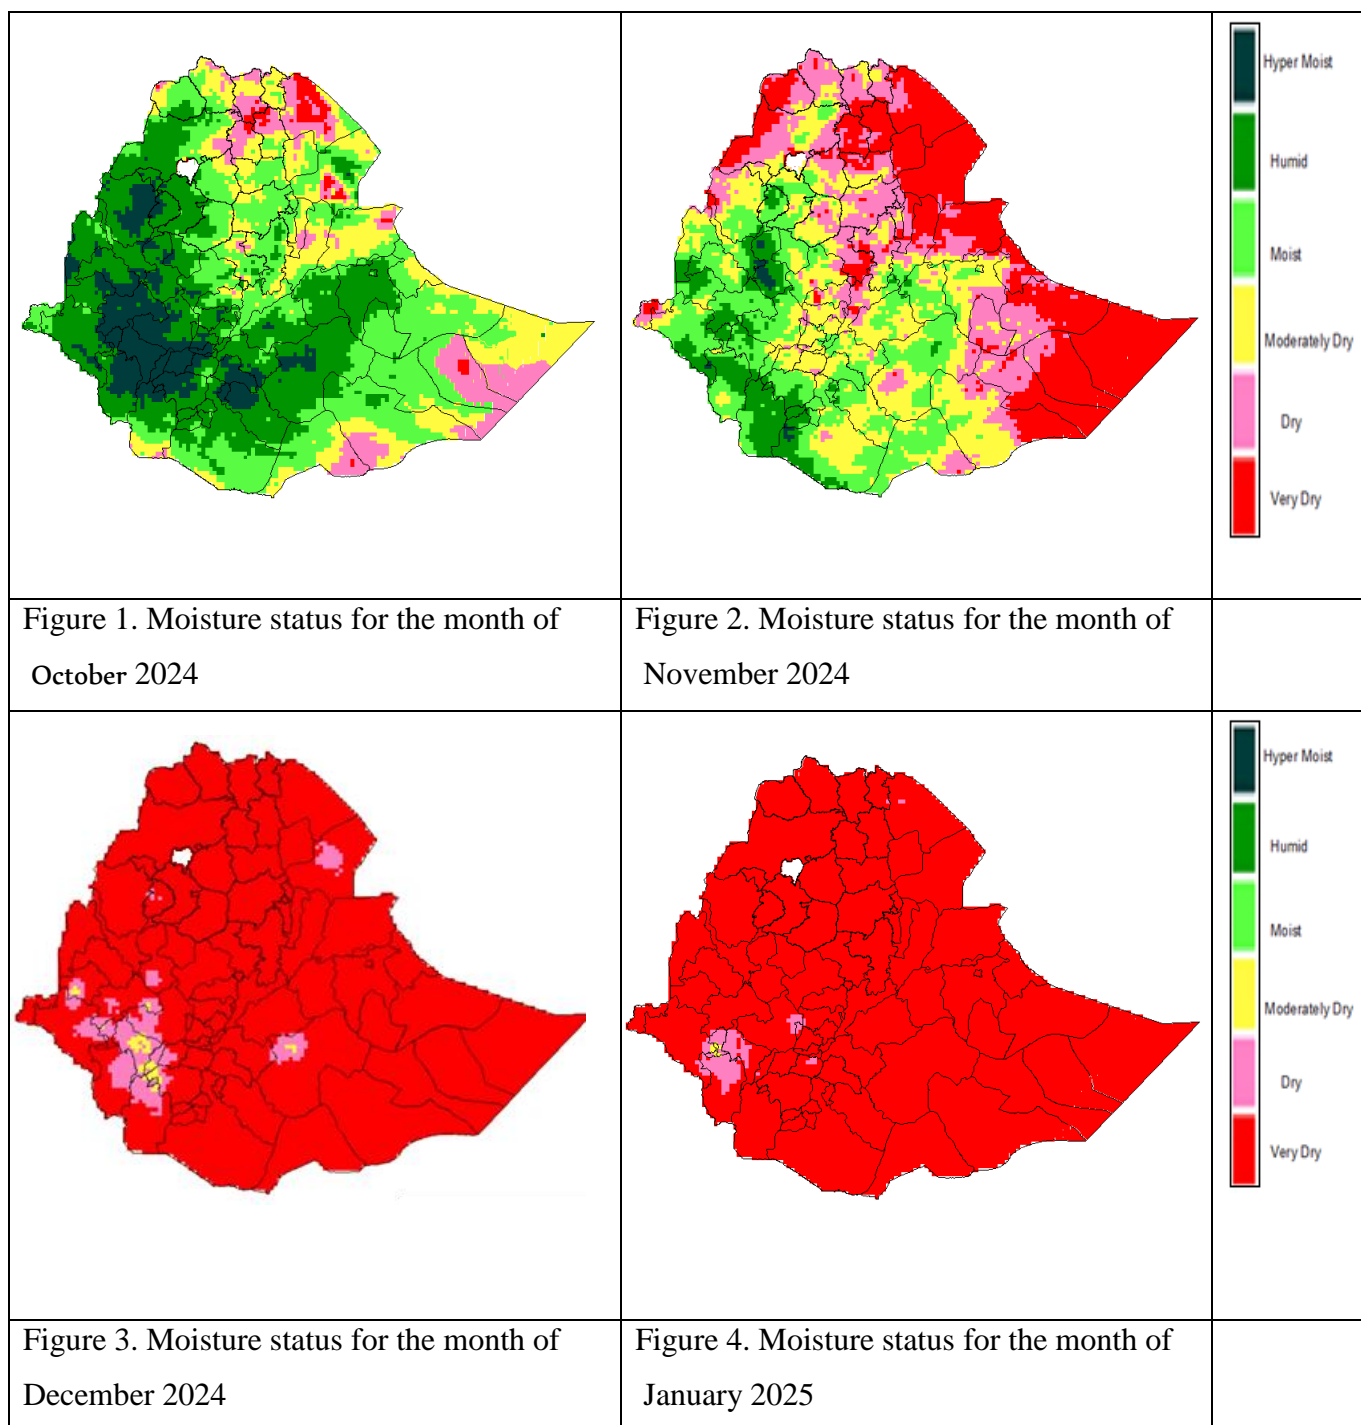 Hyper Moist
Humid
Moist
Moderately Dry
Dry
Very Dry
Figure 1. Moisture status for the month of
October 2024
Figure 2. Moisture status for the month of
November 2024
Hyper Moist
Humid
Moist
Moderately Dry
Dry
Very Dry
Figure 3. Moisture status for the month of
December 2024
Figure 4. Moisture status for the month of
January 2025